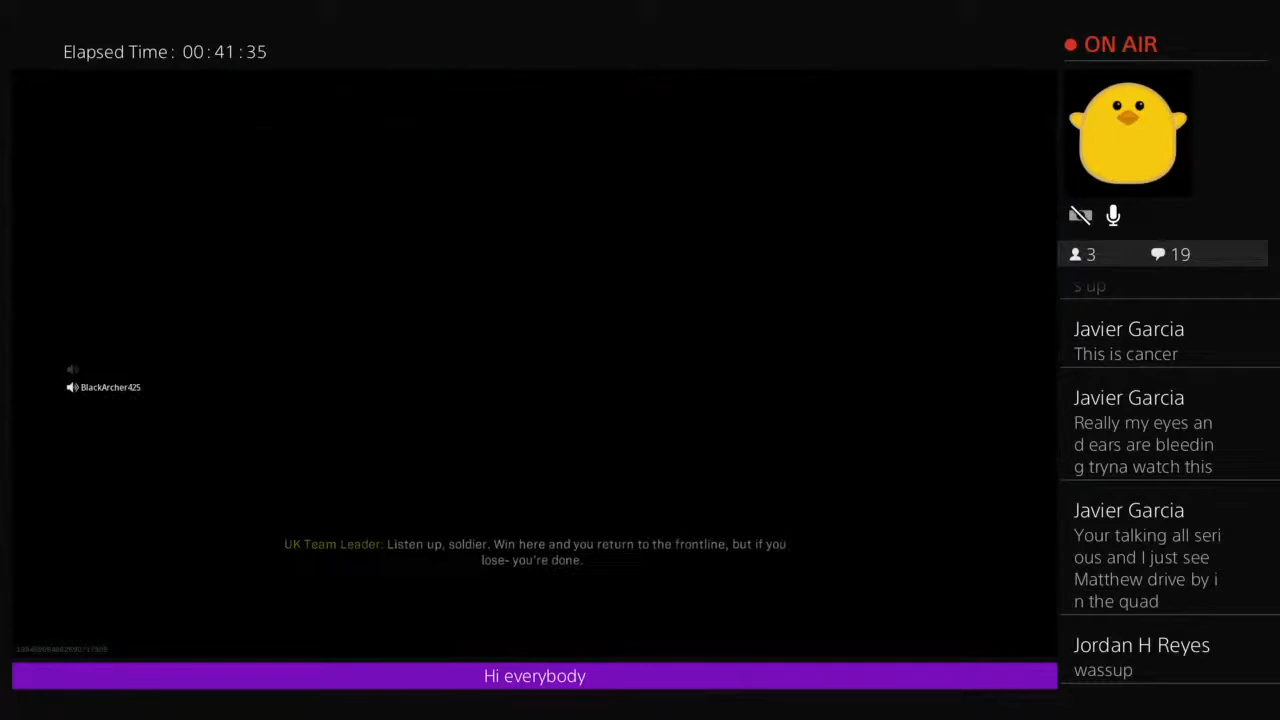 Elapsed Time: 00:41:35
ON AIR
3
19
s up
Javier Garcia
This is cancer
Javier Garcia
Really my eyes an
d ears are bleedin
g tryna watch this
Javier Garcia
Your talking all seri
ous and I just see
Matthew drive by i
n the quad
Jordan H Reyes
wassup
BlackArcher425
UK Team Leader: Listen up, soldier. Win here and you return to the frontline, but if you
lose- you're done.
Hi everybody